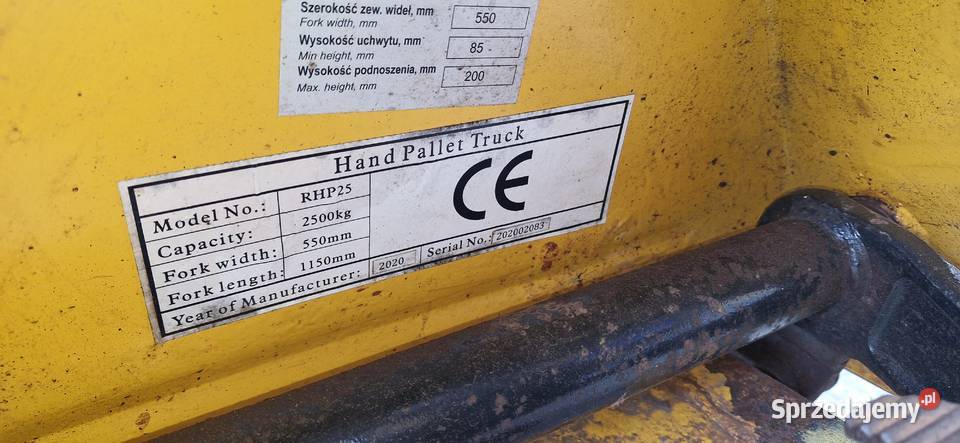 Szerokość zew. wideł, mm 550
Fork width, mm
Wysokość uchwytu, mm 85
Min height, mm
Wysokość podnoszenia, mm 200
Max. height, mm
Hand Pallet Truck
Model No.: RHP25
Capacity: 2500kg
Fork width: 550mm
Fork length: 1150mm
Year of Manufacturer: 2020 Serial No.: 202002083
CE
Sprzedajemy.pl